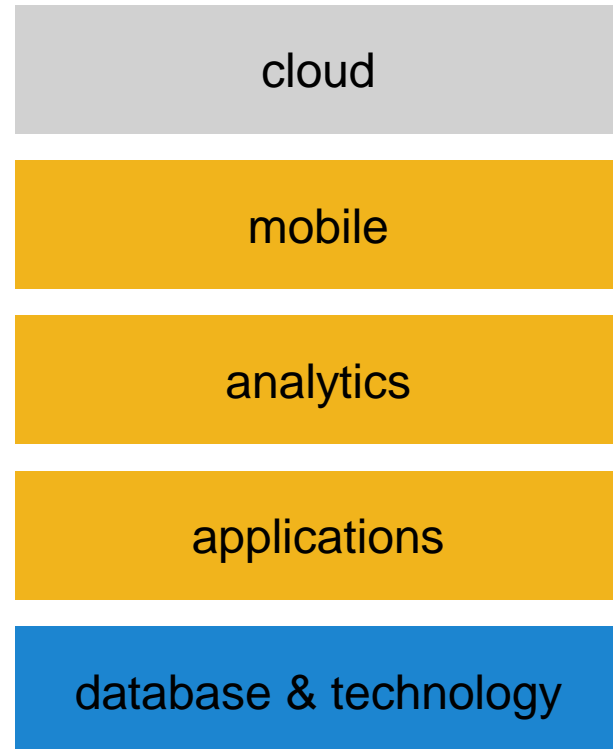 cloud
mobile
analytics
applications
database & technology